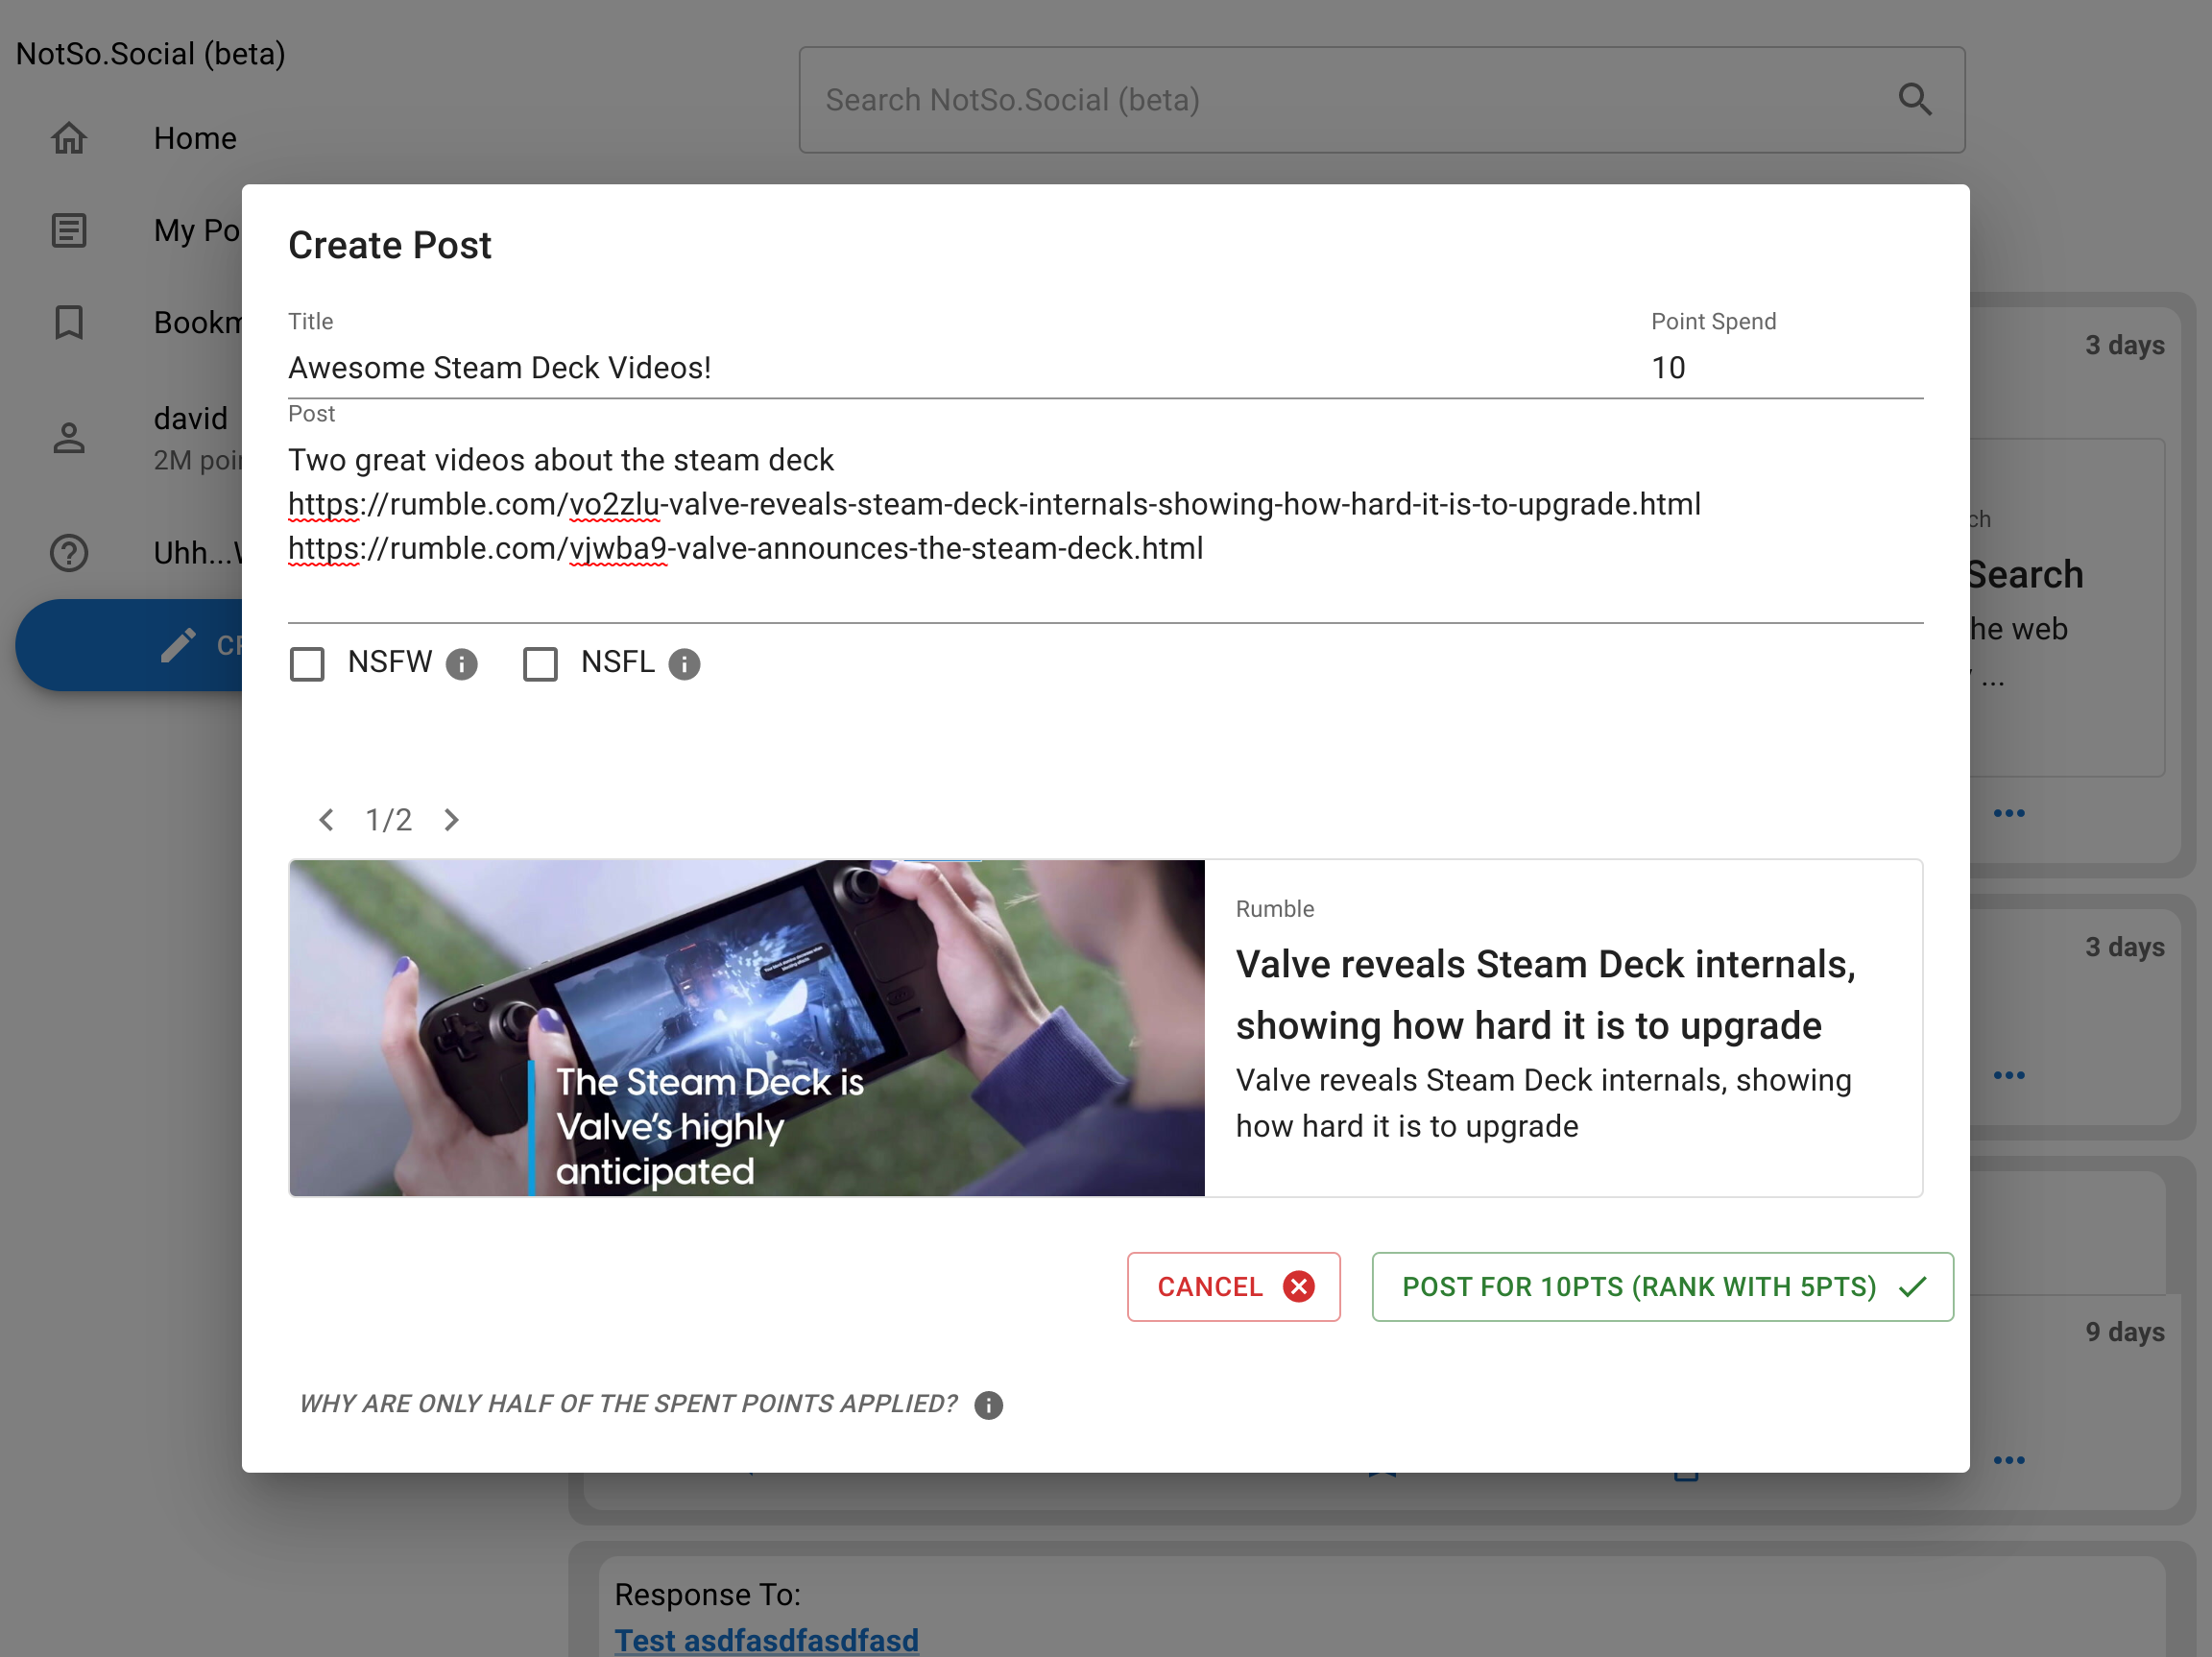 NotSo.Social (beta)
Search NotSo.Social (beta)
Home
My Po
Bookm
david
2M poi
Uhh...W
CR
Create Post
Title
Point Spend
Awesome Steam Deck Videos!
10
Post
Two great videos about the steam deck
https://rumble.com/vo2zlu-valve-reveals-steam-deck-internals-showing-how-hard-it-is-to-upgrade.html
https://rumble.com/vjwba9-valve-announces-the-steam-deck.html
NSFW
NSFL
1/2
The Steam Deck is
Valve's highly
anticipated
Rumble
Valve reveals Steam Deck internals,
showing how hard it is to upgrade
Valve reveals Steam Deck internals, showing
how hard it is to upgrade
CANCEL
POST FOR 10PTS (RANK WITH 5PTS)
WHY ARE ONLY HALF OF THE SPENT POINTS APPLIED?
3 days
ch
Search
he web
...
3 days
9 days
Response To:
Test asdfasdfasdfasd